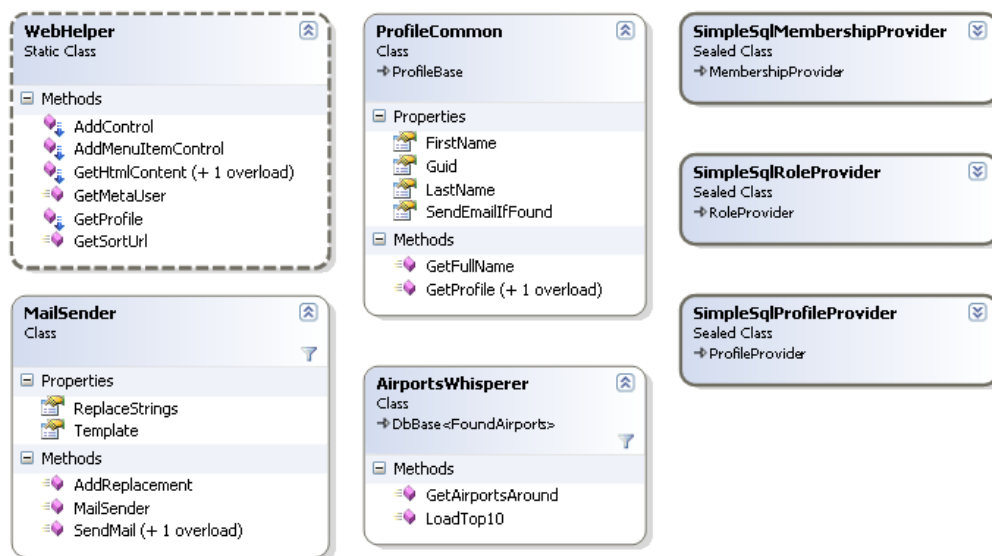 WebHelper
Static Class
Methods
AddControl
AddMenuItemControl
GetHtmlContent (+ 1 overload)
GetMetaUser
GetProfile
GetSortUrl
MailSender
Class
Properties
ReplaceStrings
Template
Methods
AddReplacement
MailSender
SendMail (+ 1 overload)
ProfileCommon
Class
ProfileBase
Properties
FirstName
Guid
LastName
SendEmailIfFound
Methods
GetFullName
GetProfile (+ 1 overload)
AirportsWhisperer
Class
DbBase<FoundAirports>
Methods
GetAirportsAround
LoadTop10
SimpleSqlMembershipProvider
Sealed Class
MembershipProvider
SimpleSqlRoleProvider
Sealed Class
RoleProvider
SimpleSqlProfileProvider
Sealed Class
ProfileProvider